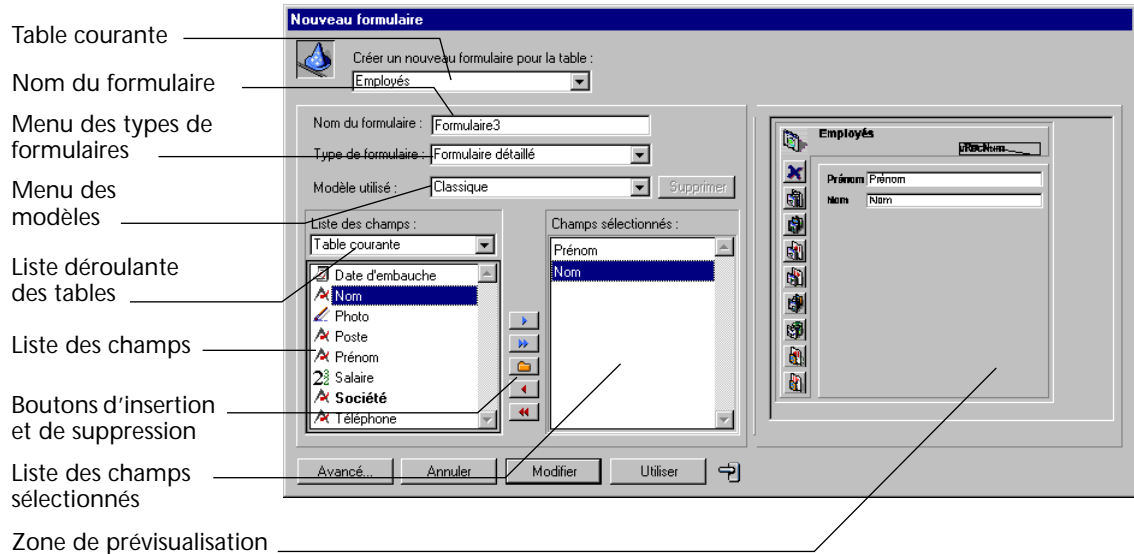 Nouveau formulaire
Table courante
Créer un nouveau formulaire pour la table :
Employés
Nom du formulaire
Nom du formulaire : Formulaire3
Menu des types de
formulaires
Type de formulaire : Formulaire détaillé
Menu des
modèles
Modèle utilisé : Classique Supprimer
Liste des champs :
Table courante
Champs sélectionnés :
Prénom
Nom
Liste déroulante
des tables
Date d'embauche
Nom
Photo
Poste
Prénom
Salaire
Société
Téléphone
Liste des champs
Boutons d'insertion
et de suppression
Liste des champs
sélectionnés
Avancé... Annuler Modifier Utiliser
Employés
Prénom Prénom
Nom Nom
Zone de prévisualisation